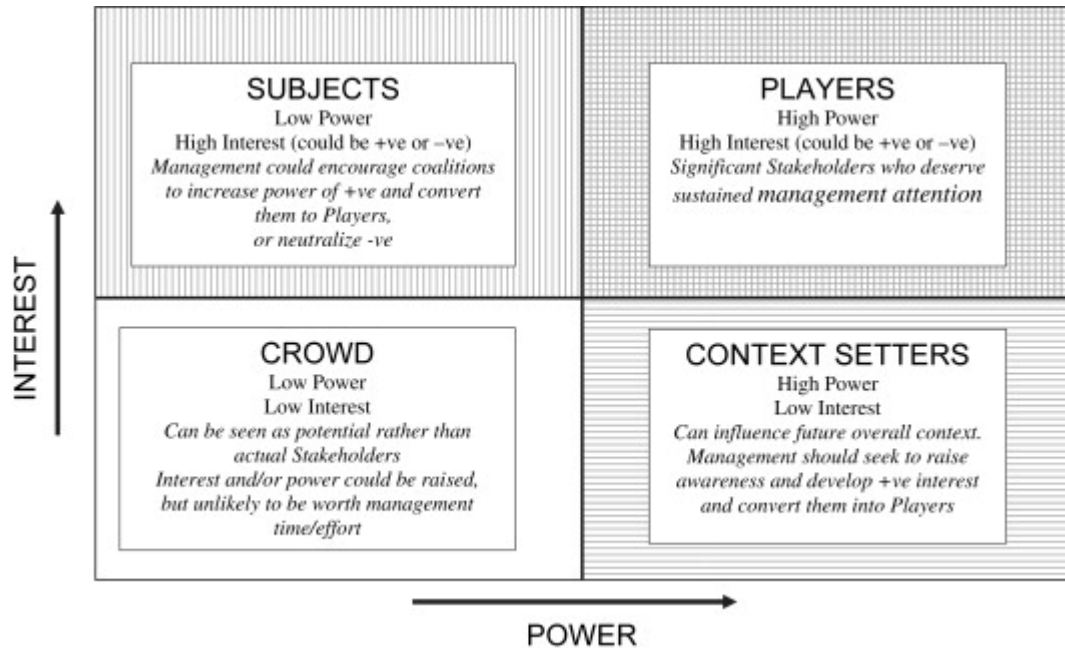 SUBJECTS
Low Power
High Interest (could be +ve or –ve)
Management could encourage coalitions
to increase power of +ve and convert
them to Players,
or neutralize -ve
PLAYERS
High Power
High Interest (could be +ve or –ve)
Significant Stakeholders who deserve
sustained management attention
INTEREST
CROWD
Low Power
Low Interest
Can be seen as potential rather than
actual Stakeholders
Interest and/or power could be raised,
but unlikely to be worth management
time/effort
CONTEXT SETTERS
High Power
Low Interest
Can influence future overall context.
Management should seek to raise
awareness and develop +ve interest
and convert them into Players
POWER